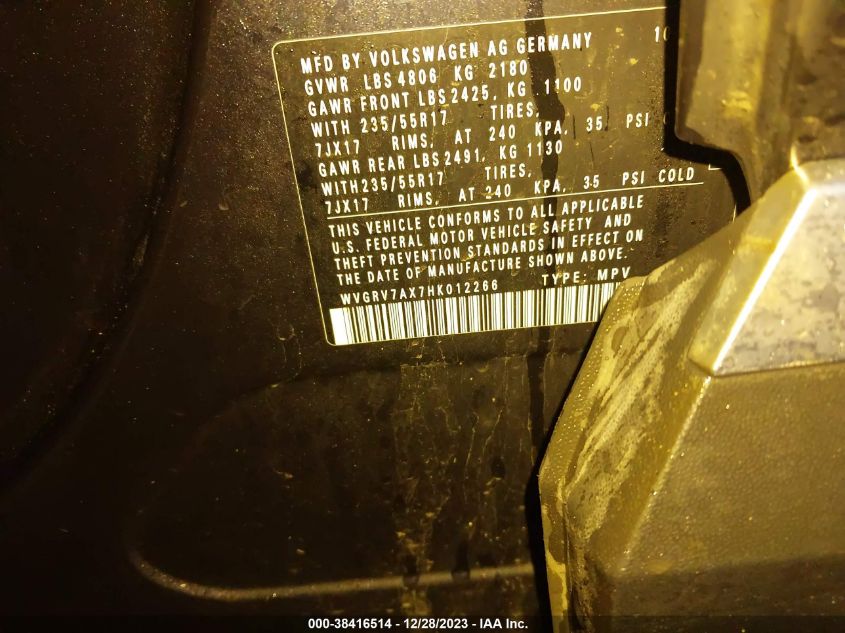 MFD BY VOLKSWAGEN AG GERMANY 10
GVWR LBS 4806 KG 2180
GAWR FRONT LBS 2425, KG 1100
WITH 235/55R17 TIRES,
7JX17 RIMS, AT 240 KPA, 35 PSI
GAWR REAR LBS 2491, KG 1130
WITH 235/55R17 TIRES,
7JX17 RIMS, AT 240 KPA, 35 PSI COLD
THIS VEHICLE CONFORMS TO ALL APPLICABLE
U.S. FEDERAL MOTOR VEHICLE SAFETY AND
THEFT PREVENTION STANDARDS IN EFFECT ON
THE DATE OF MANUFACTURE SHOWN ABOVE.
WVGRV7AX7HK012266 TYPE: MPV
000-38416514 - 12/28/2023 - IAA Inc.